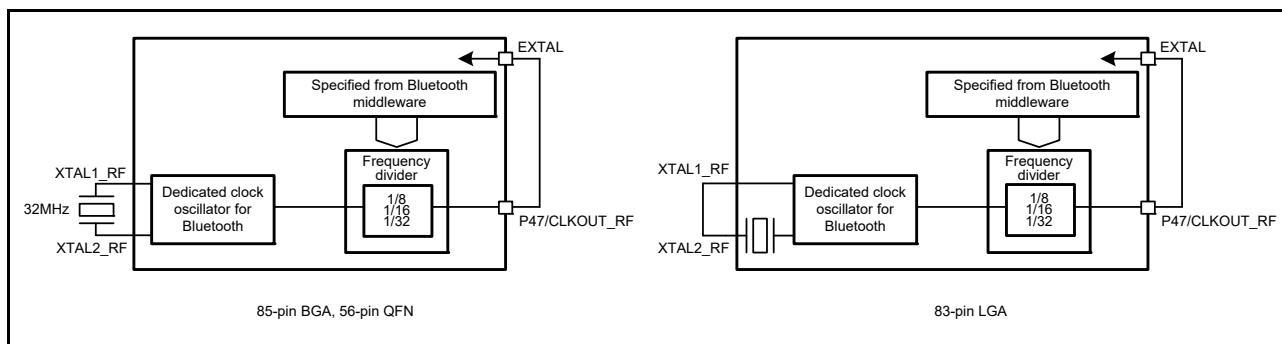 EXTAL
Specified from Bluetooth
middleware
Frequency
divider
XTAL1_RF
Dedicated clock
oscillator for
Bluetooth
1/8
1/16
1/32
32MHz
P47/CLKOUT_RF
XTAL2_RF
85-pin BGA, 56-pin QFN
EXTAL
Specified from Bluetooth
middleware
Frequency
divider
XTAL1_RF
Dedicated clock
oscillator for
Bluetooth
1/8
1/16
1/32
P47/CLKOUT_RF
XTAL2_RF
83-pin LGA